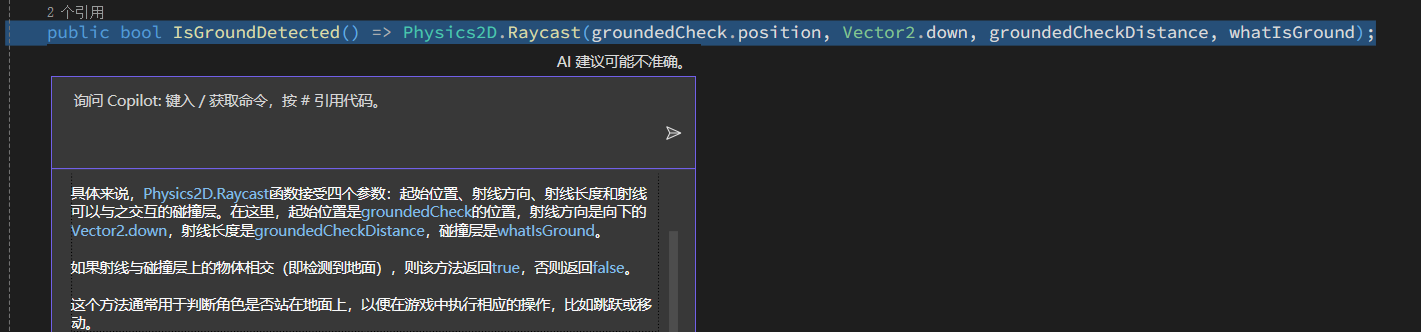 2 个引用
public bool IsGroundDetected() => Physics2D.Raycast(groundedCheck.position, Vector2.down, groundedCheckDistance, whatIsGround);
AI 建议可能不准确。
询问 Copilot: 键入 / 获取命令，按 # 引用代码。
具体来说，Physics2D.Raycast函数接受四个参数：起始位置、射线方向、射线长度和射线
可以与之交互的碰撞层。在这里，起始位置是groundedCheck的位置，射线方向是向下的
Vector2.down，射线长度是groundedCheckDistance，碰撞层是whatIsGround。
如果射线与碰撞层上的物体相交（即检测到地面），则该方法返回true，否则返回false。
这个方法通常用于判断角色是否站在地面上，以便在游戏中执行相应的操作，比如跳跃或移
动。